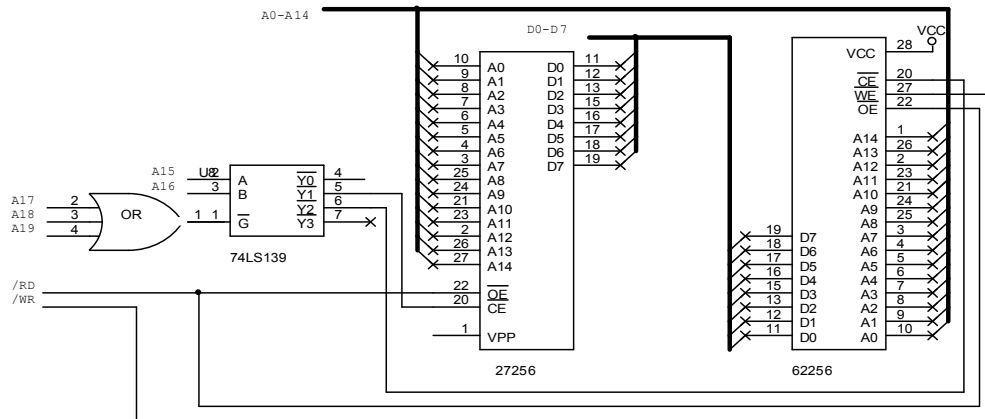 A0-A14
D0-D7
VCC
10 A0 D0 11
9 A1 D1 12
8 A2 D2 13
7 A3 D3 15
6 A4 D4 16
5 A5 D5 17
4 A6 D6 18
3 A7 D7 19
25 A8
24 A9
21 A10
23 A11
2 A12
26 A13
27 A14
22 OE
20 CE
1 VPP
27256
VCC 28
CE 20
WE 27
OE 22
A14 1
A13 26
A12 2
A11 23
A10 21
A9 24
A8 25
19 D7 A7 3
18 D6 A6 4
17 D5 A5 5
16 D4 A4 6
15 D3 A3 7
13 D2 A2 8
12 D1 A1 9
11 D0 A0 10
62256
A15 2 A Y0 4
A16 3 B Y1 5
Y2 6
1 1 G Y3 7
74LS139
A17 2
A18 3 OR
A19 4
/RD
/WR